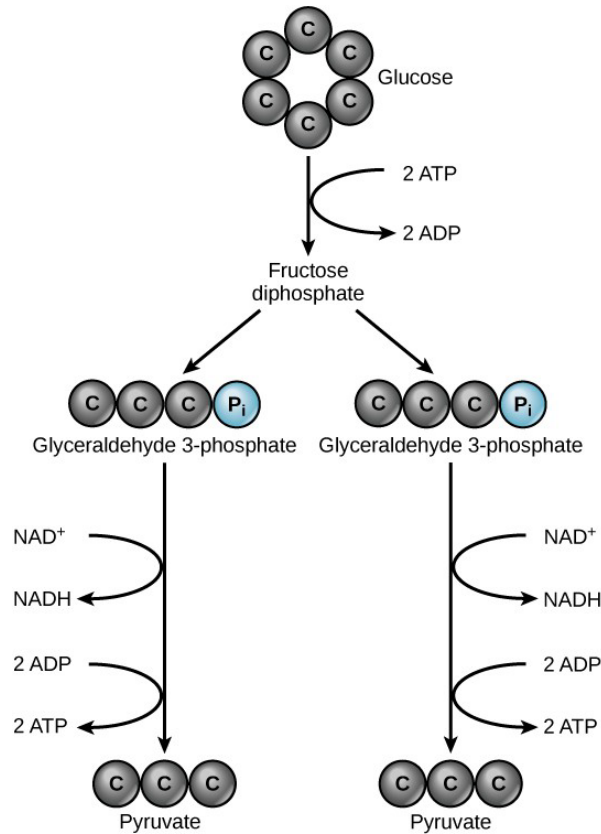 C
C C
Glucose
C C
C
2 ATP
2 ADP
Fructose
diphosphate
C C C Pi
C C C Pi
Glyceraldehyde 3-phosphate
Glyceraldehyde 3-phosphate
NAD+
NAD+
NADH
NADH
2 ADP
2 ADP
2 ATP
2 ATP
C C C
C C C
Pyruvate
Pyruvate